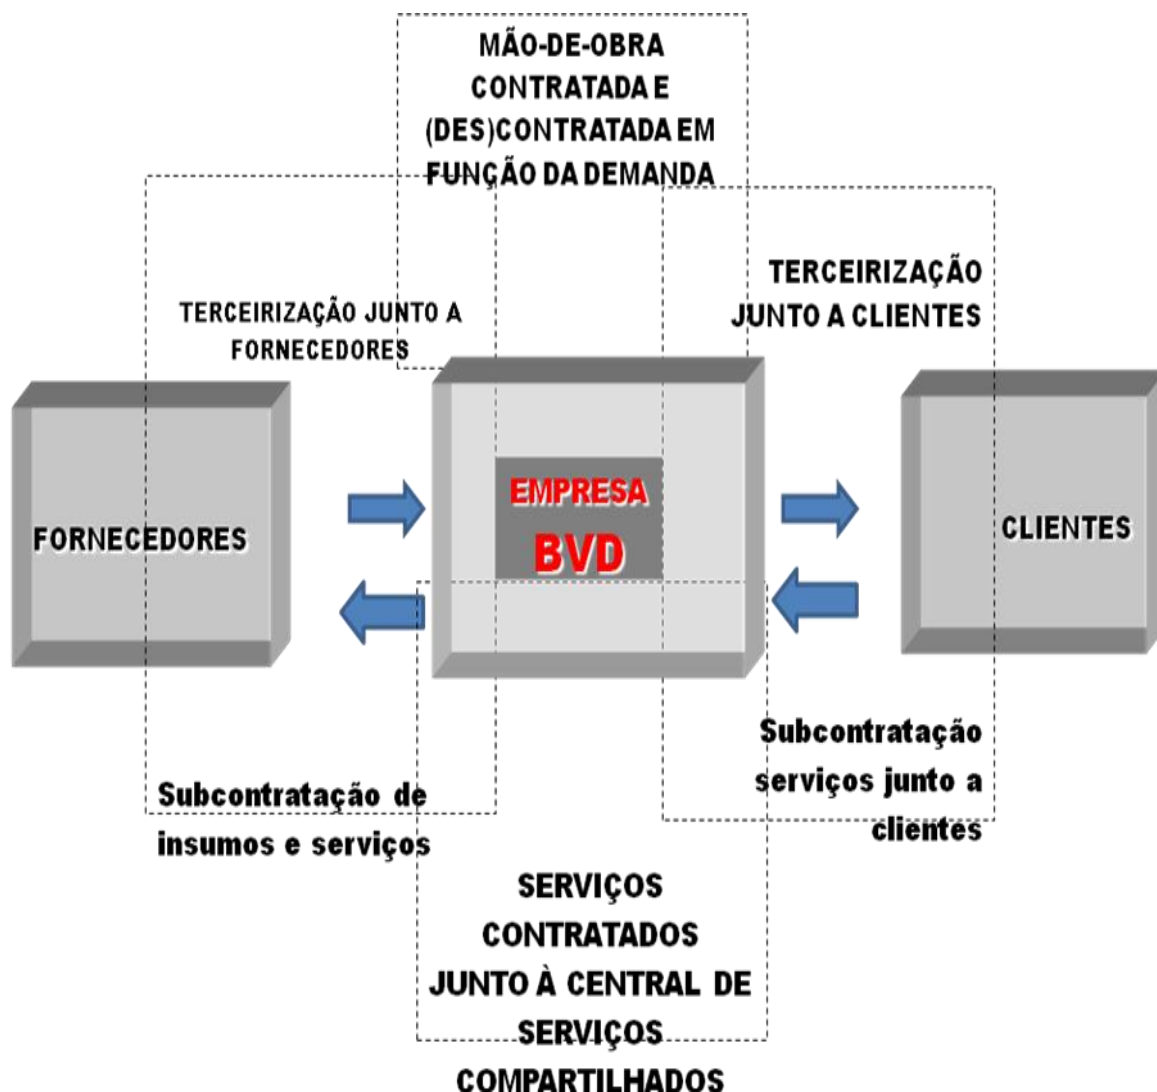 MÃO-DE-OBRA
CONTRATADA E
(DES)CONTRATADA EM
FUNÇÃO DA DEMANDA
TERCEIRIZAÇÃO
JUNTO A CLIENTES
TERCEIRIZAÇÃO JUNTO A
FORNECEDORES
FORNECEDORES
EMPRESA
BVD
CLIENTES
Subcontratação
serviços junto a
clientes
Subcontratação de
insumos e serviços
SERVIÇOS
CONTRATADOS
JUNTO À CENTRAL DE
SERVIÇOS
COMPARTILHADOS